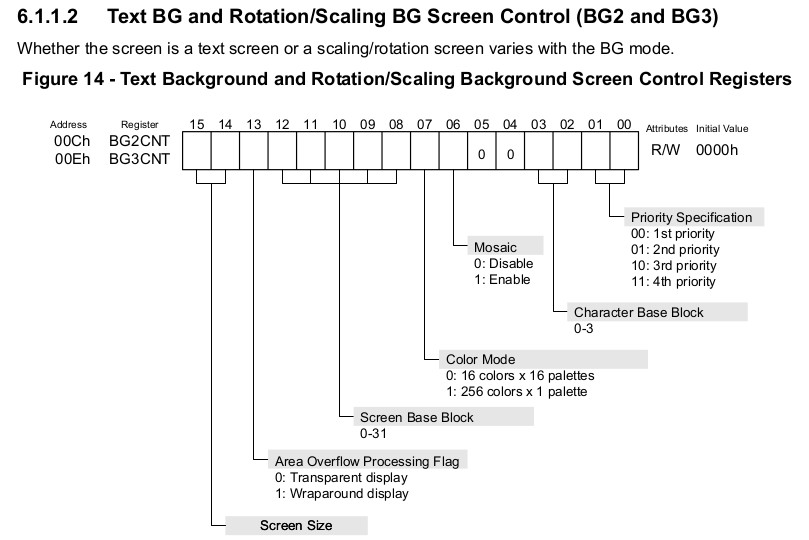 6.1.1.2 Text BG and Rotation/Scaling BG Screen Control (BG2 and BG3)
Whether the screen is a text screen or a scaling/rotation screen varies with the BG mode.
Figure 14 - Text Background and Rotation/Scaling Background Screen Control Registers
Address Register 15 14 13 12 11 10 09 08 07 06 05 04 03 02 01 00 Attributes Initial Value
00Ch BG2CNT
00Eh BG3CNT
0 0
R/W 0000h
Priority Specification
00: 1st priority
01: 2nd priority
10: 3rd priority
11: 4th priority
Mosaic
0: Disable
1: Enable
Character Base Block
0-3
Color Mode
0: 16 colors x 16 palettes
1: 256 colors x 1 palette
Screen Base Block
0-31
Area Overflow Processing Flag
0: Transparent display
1: Wraparound display
Screen Size